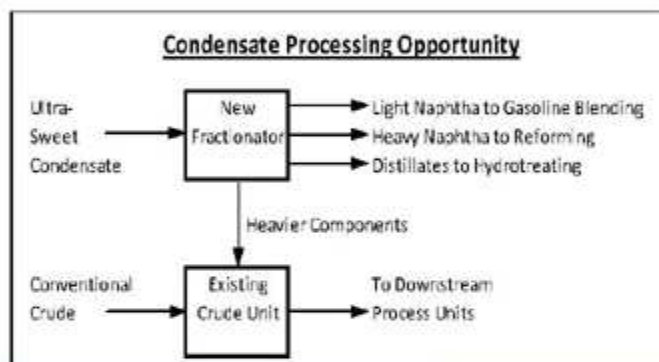 Condensate Processing Opportunity
Ultra-
Sweet
Condensate
New
Fractionator
Light Naphtha to Gasoline Blending
Heavy Naphtha to Reforming
Distillates to Hydrotreating
Heavier Components
Conventional
Crude
Existing
Crude Unit
To Downstream
Process Units